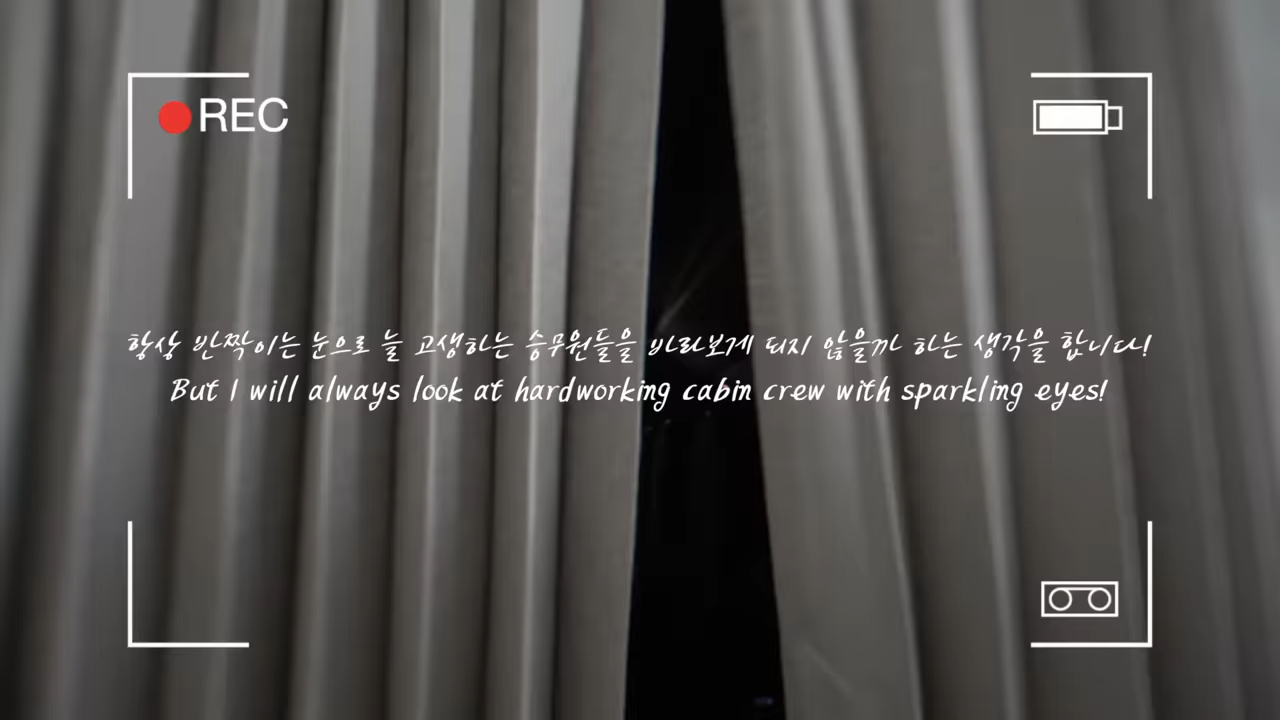 REC
항상 반짝이는 눈으로 늘 고생하는 승무원들을 바라보게 되지 않을까 하는 생각을 합니다!
But I will always look at hardworking cabin crew with sparkling eyes!